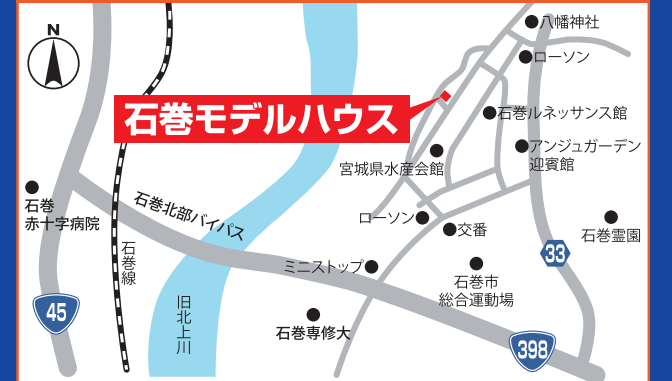 N
八幡神社
ローソン
石巻モデルハウス
石巻ルネッサンス館
アンジュガーデン
迎賓館
宮城県水産会館
石巻
赤十字病院
石巻北部バイパス
ローソン
交番
石巻霊園
石巻線
33
ミニストップ
石巻市
総合運動場
旧北上川
45
石巻専修大
398